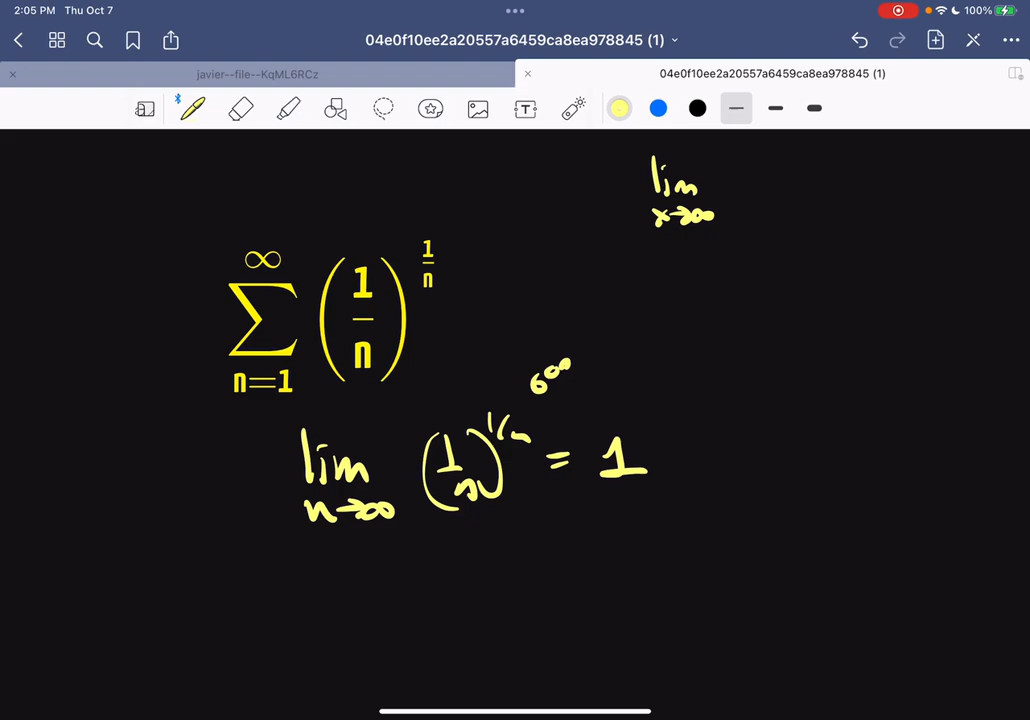 2:05 PM Thu Oct 7
100%
04e0f10ee2a20557a6459ca8ea978845 (1)
javier--file--KqML6RCz
04e0f10ee2a20557a6459ca8ea978845 (1)
T
lim
x→∞
∞ 1/n
∑ (1/n)
n=1
6^∞
lim (1/n)^1/n = 1
n→∞